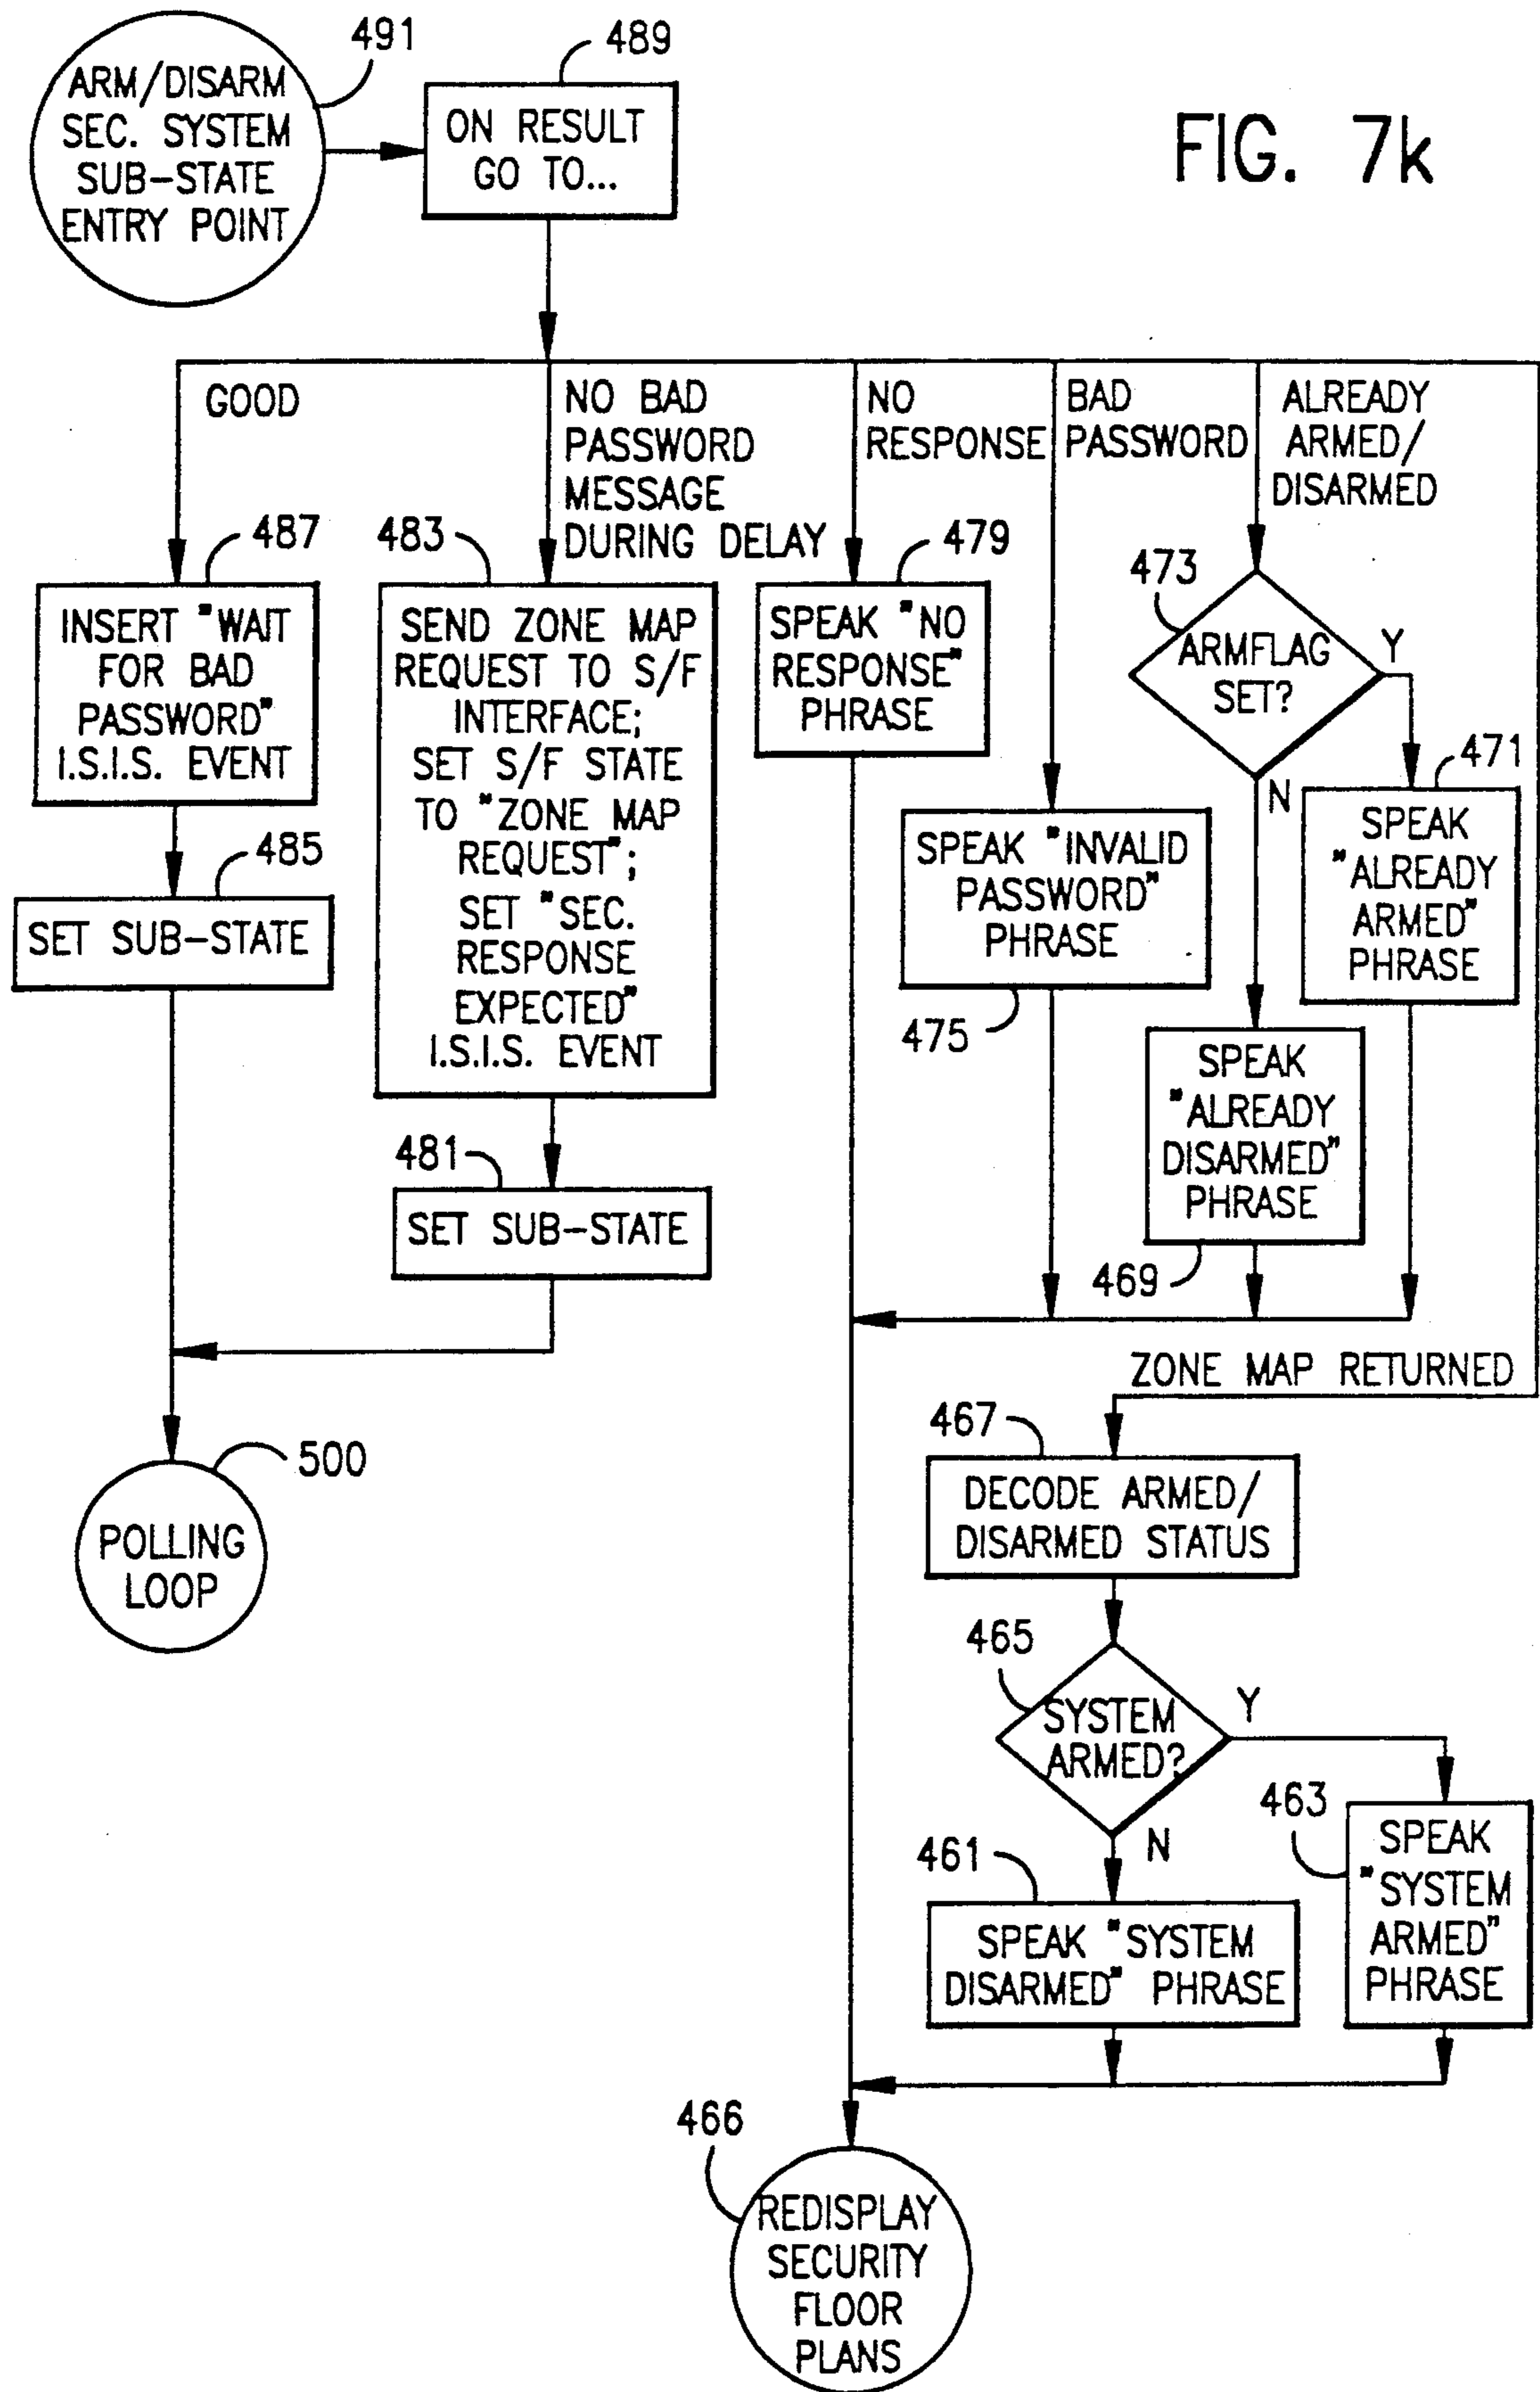 491
489
ARM/DISARM
SEC. SYSTEM
SUB-STATE
ENTRY POINT
ON RESULT
GO TO...
FIG. 7k
GOOD
NO BAD
PASSWORD
MESSAGE
DURING DELAY
NO
RESPONSE
BAD
PASSWORD
ALREADY
ARMED/
DISARMED
487
INSERT "WAIT
FOR BAD
PASSWORD"
I.S.I.S. EVENT
485
SET SUB-STATE
483
SEND ZONE MAP
REQUEST TO S/F
INTERFACE;
SET S/F STATE
TO "ZONE MAP
REQUEST";
SET "SEC.
RESPONSE
EXPECTED"
I.S.I.S. EVENT
481
SET SUB-STATE
500
POLLING
LOOP
479
SPEAK "NO
RESPONSE"
PHRASE
SPEAK "INVALID
PASSWORD"
PHRASE
475
473
ARMFLAG
SET?
Y
N
471
SPEAK
"ALREADY
ARMED"
PHRASE
SPEAK
"ALREADY
DISARMED"
PHRASE
469
ZONE MAP RETURNED
467
DECODE ARMED/
DISARMED STATUS
465
SYSTEM
ARMED?
Y
N
463
SPEAK
"SYSTEM
ARMED"
PHRASE
461
SPEAK "SYSTEM
DISARMED" PHRASE
466
REDISPLAY
SECURITY
FLOOR
PLANS